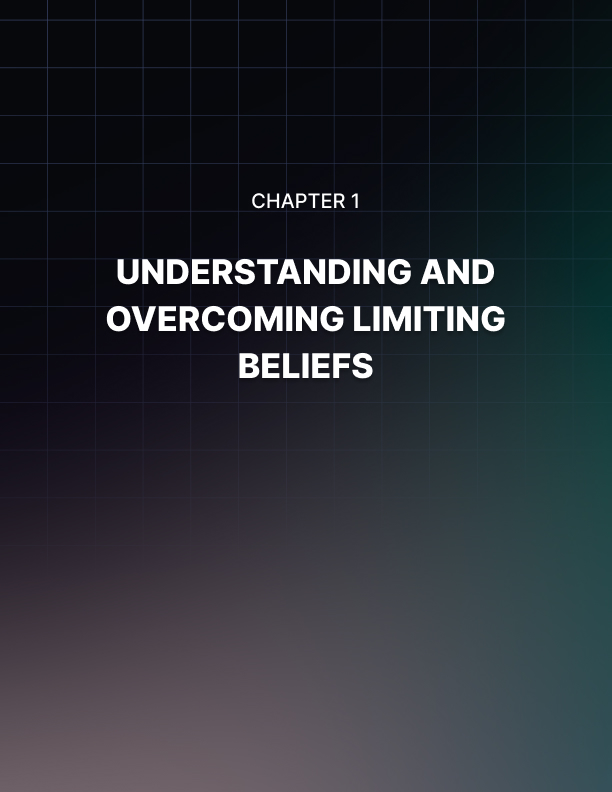 CHAPTER 1
UNDERSTANDING AND
OVERCOMING LIMITING
BELIEFS